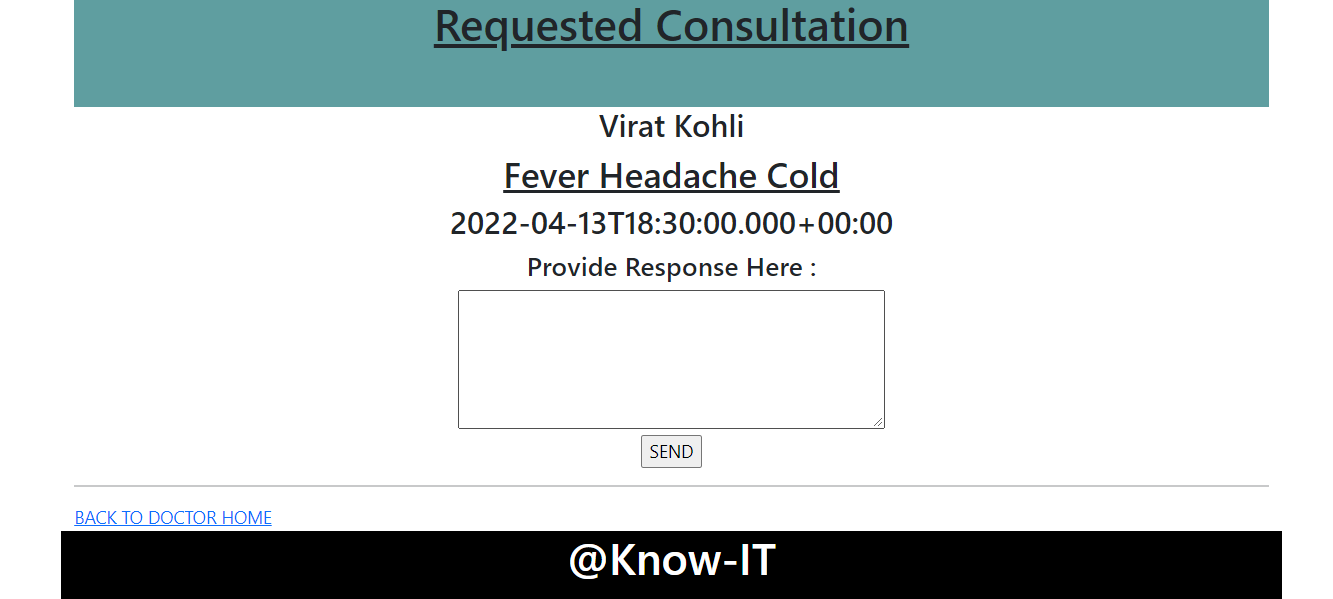 Requested Consultation
Virat Kohli
Fever Headache Cold
2022-04-13T18:30:00.000+00:00
Provide Response Here :
SEND
BACK TO DOCTOR HOME
@Know-IT